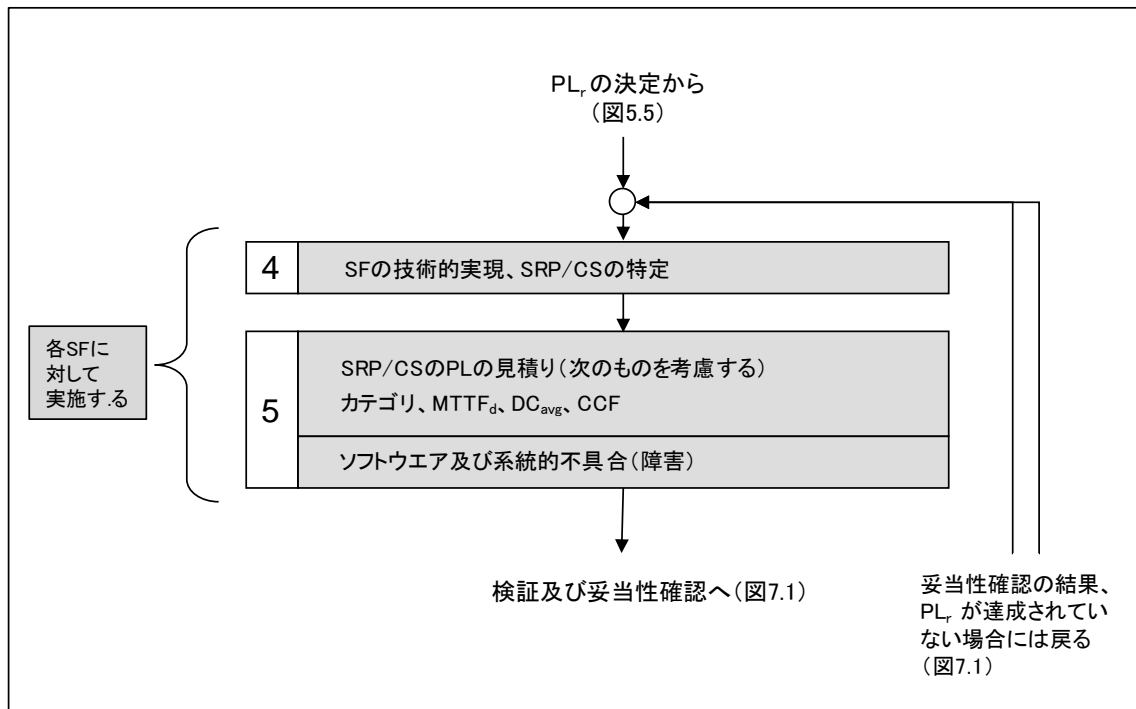 PLrの決定から
（図5.5）
4
SFの技術的実現、SRP/CSの特定
各SFに
対して
実施する
5
SRP/CSのPLの見積り（次のものを考慮する）
カテゴリ、MTTFd、DCavg、CCF
ソフトウエア及び系統的不具合（障害）
検証及び妥当性確認へ（図7.1）
妥当性確認の結果、
PLr が達成されてい
ない場合には戻る
（図7.1）